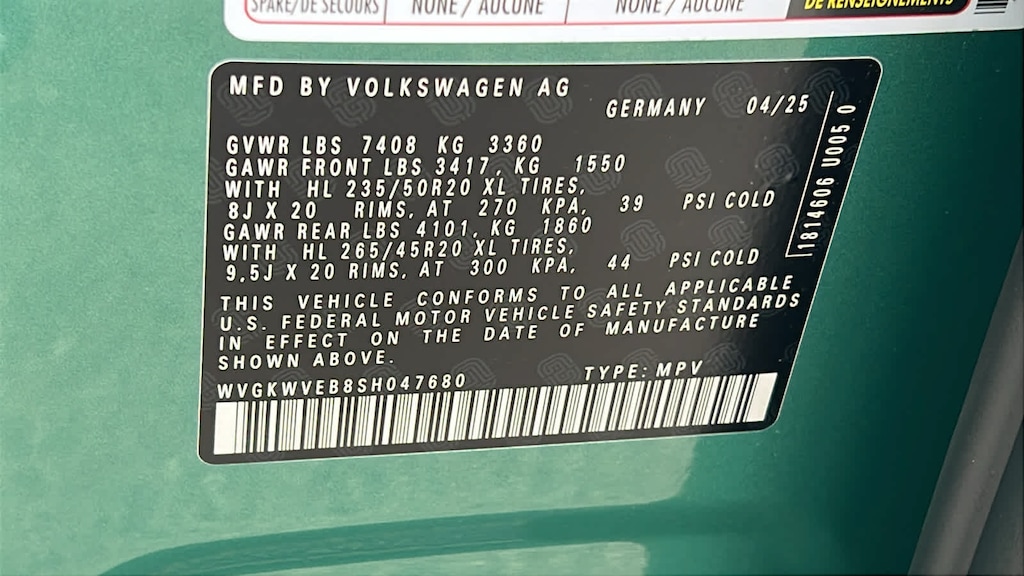 SPARE/DE SECOURS NONE / AUCUNE NONE / AUCUNE DE RENSEIGNEMENTS
MFD BY VOLKSWAGEN AG
GERMANY 04/25
GVWR LBS 7408 KG 3360
GAWR FRONT LBS 3417, KG 1550
WITH HL 235/50R20 XL TIRES,
8J X 20 RIMS, AT 270 KPA, 39 PSI COLD
GAWR REAR LBS 4101, KG 1860
WITH HL 265/45R20 XL TIRES,
9,5J X 20 RIMS, AT 300 KPA, 44 PSI COLD
THIS VEHICLE CONFORMS TO ALL APPLICABLE
U.S. FEDERAL MOTOR VEHICLE SAFETY STANDARDS
IN EFFECT ON THE DATE OF MANUFACTURE
SHOWN ABOVE.
WVGKWVEB8SH047680 TYPE: MPV
1814606 U005.0